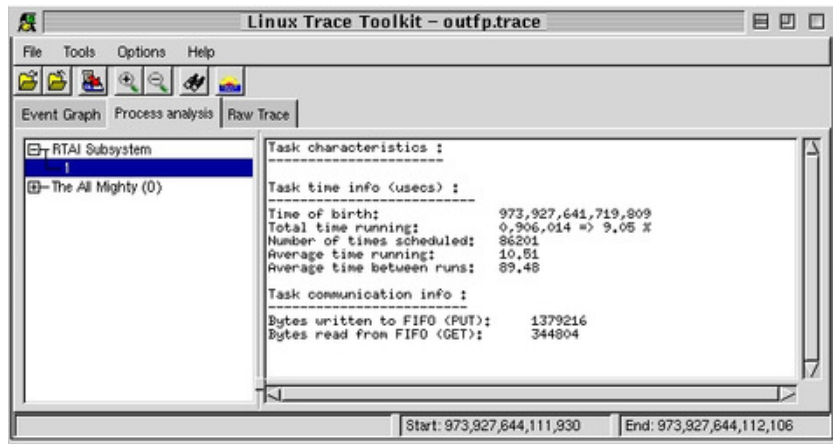 Linux Trace Toolkit – outfp.trace
File Tools Options Help
Event Graph Process analysis Raw Trace
RTAI Subsystem
1
The All Mighty (0)
Task characteristics :
-----------------------
Task time info (usecs) :
---------------------------
Time of birth: 973,927,641,719,809
Total time running: 0,906,014 => 9.05 %
Number of times scheduled: 86201
Average time running: 10.51
Average time between runs: 89.48
Task communication info :
--------------------------
Bytes written to FIFO (PUT): 1379216
Bytes read from FIFO (GET): 344804
Start: 973,927,644,111,930 End: 973,927,644,112,106